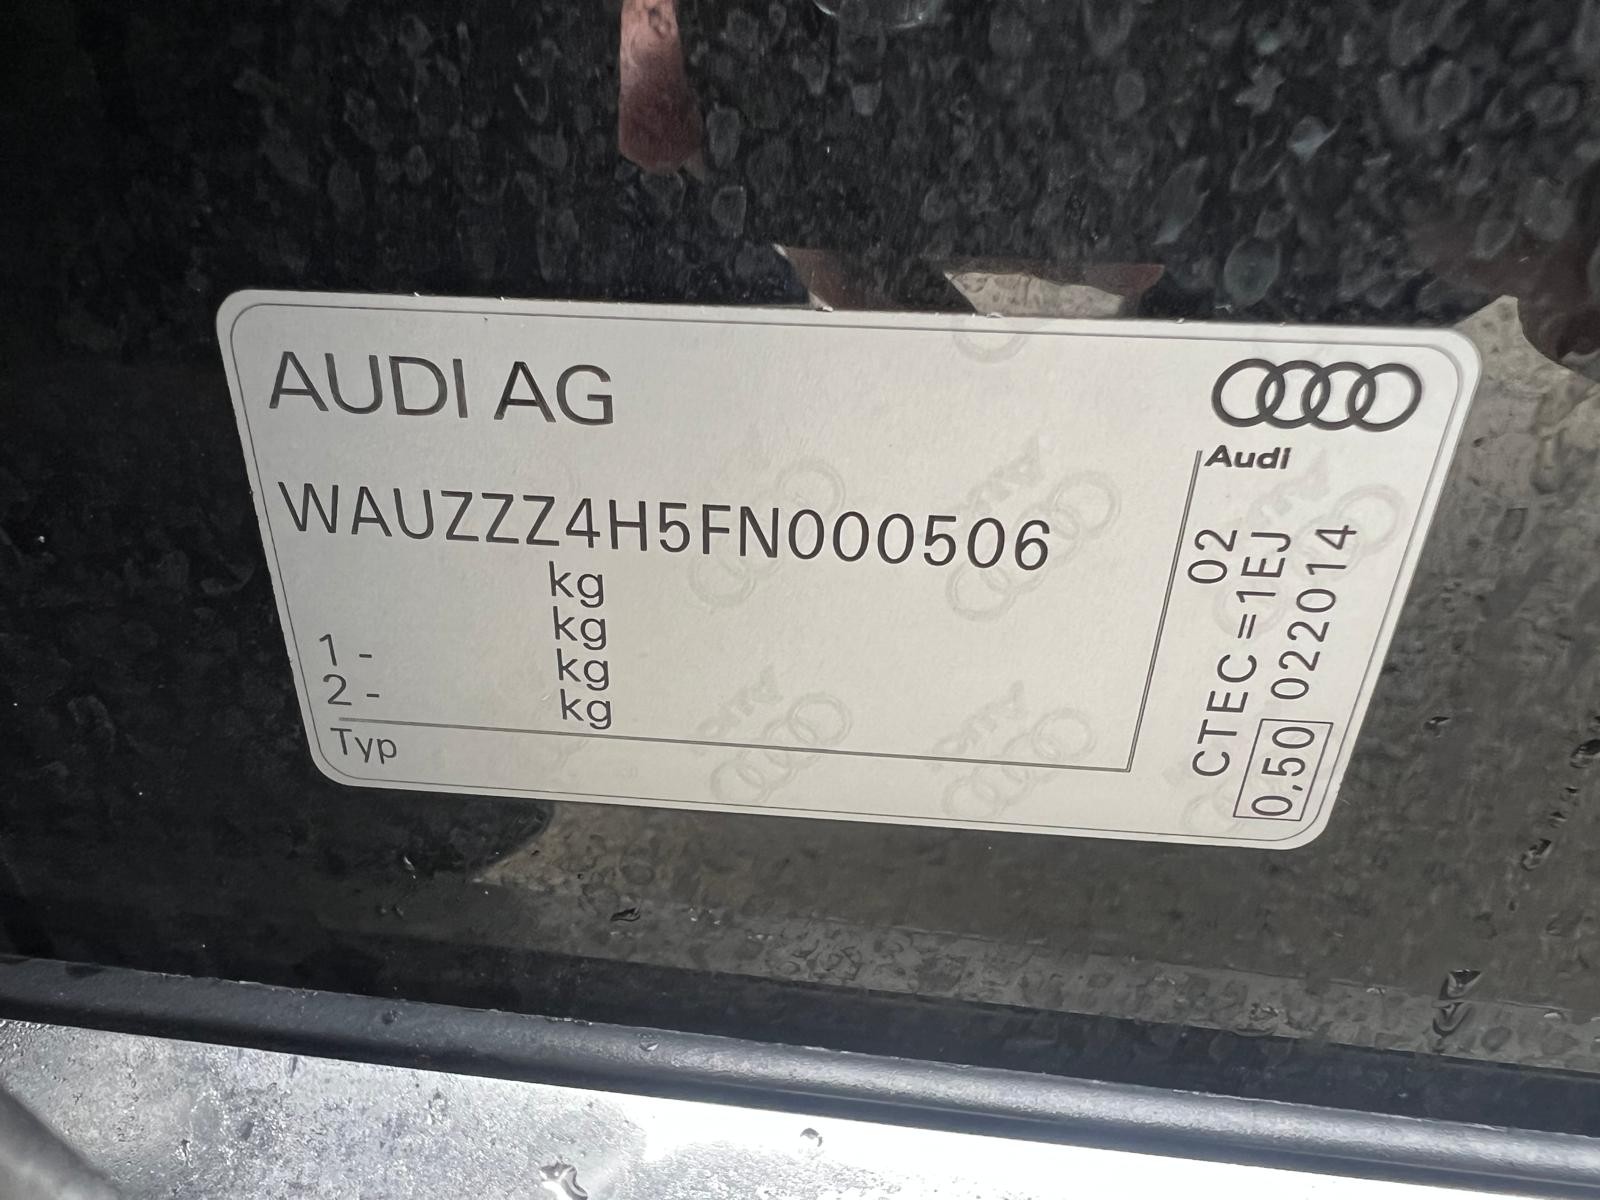 AUDI AG
Audi
WAUZZZ4H5FN000506
kg
kg
1 - kg
2 - kg
Typ
02
CTEC =1EJ
0,50 022014